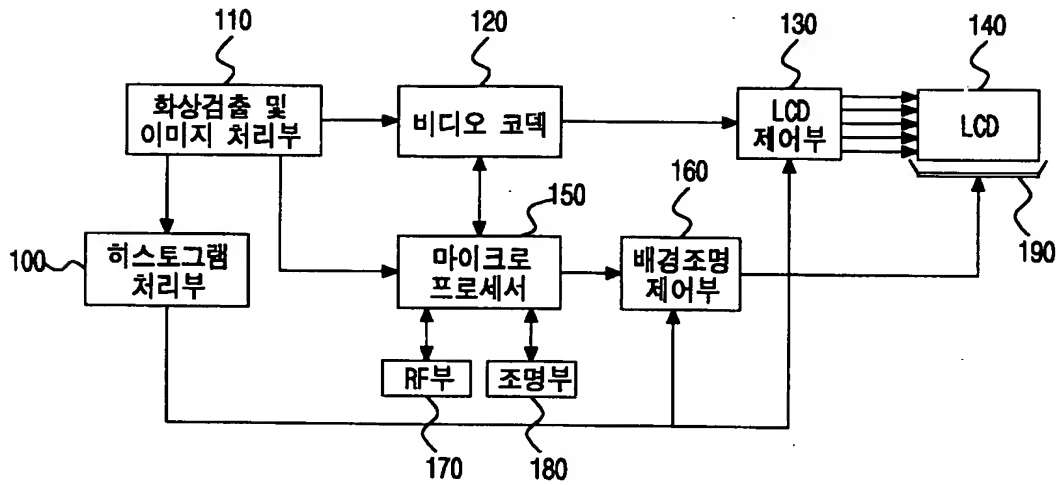 110
120
130
140
화상검출 및
이미지 처리부
비디오 코덱
LCD
제어부
LCD
150
160
190
100
히스토그램
처리부
마이크로
프로세서
배경조명
제어부
RF부
조명부
170
180